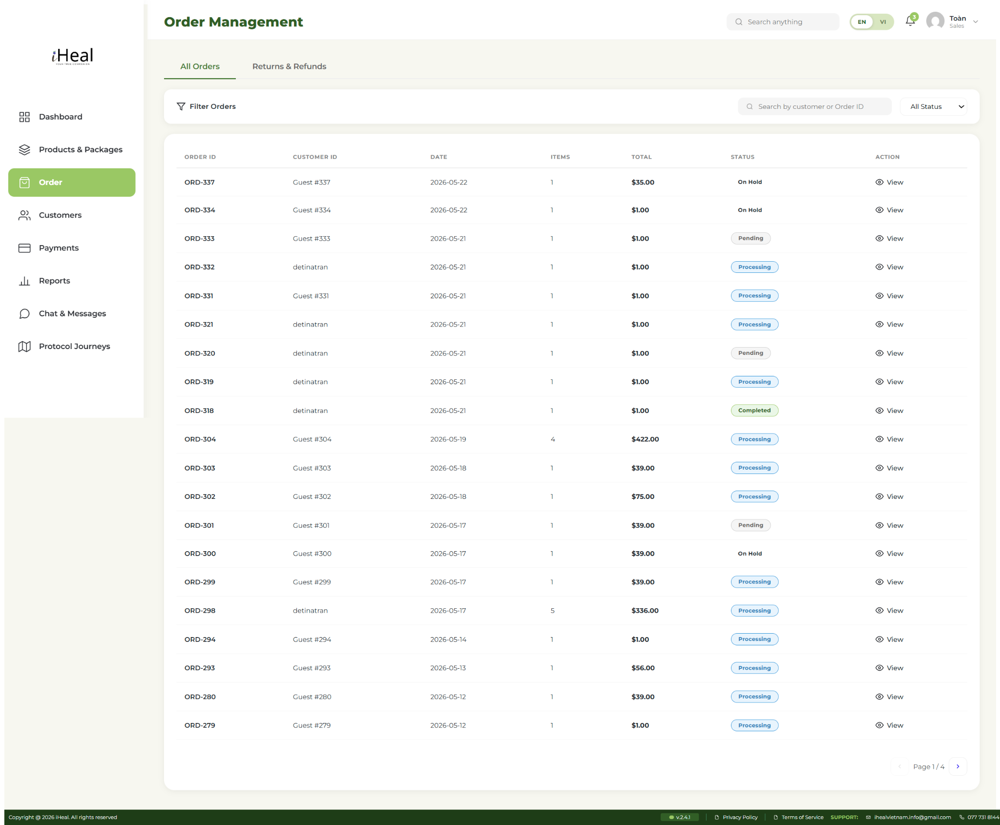 Order Management
Search anything
EN VI
3
Toàn
Sales
iHeal
YOUR TRUE COMPANION
Dashboard
Products & Packages
Order
Customers
Payments
Reports
Chat & Messages
Protocol Journeys
All Orders Returns & Refunds
Filter Orders Search by customer or Order ID All Status
ORDER ID CUSTOMER ID DATE ITEMS TOTAL STATUS ACTION
ORD-337 Guest #337 2026-05-22 1 $35.00 On Hold View
ORD-334 Guest #334 2026-05-22 1 $1.00 On Hold View
ORD-333 Guest #333 2026-05-21 1 $1.00 Pending View
ORD-332 detinatran 2026-05-21 1 $1.00 Processing View
ORD-331 Guest #331 2026-05-21 1 $1.00 Processing View
ORD-321 detinatran 2026-05-21 1 $1.00 Processing View
ORD-320 detinatran 2026-05-21 1 $1.00 Pending View
ORD-319 detinatran 2026-05-21 1 $1.00 Processing View
ORD-318 detinatran 2026-05-21 1 $1.00 Completed View
ORD-304 Guest #304 2026-05-19 4 $422.00 Processing View
ORD-303 Guest #303 2026-05-18 1 $39.00 Processing View
ORD-302 Guest #302 2026-05-18 1 $75.00 Processing View
ORD-301 Guest #301 2026-05-17 1 $39.00 Pending View
ORD-300 Guest #300 2026-05-17 1 $39.00 On Hold View
ORD-299 Guest #299 2026-05-17 1 $39.00 Processing View
ORD-298 detinatran 2026-05-17 5 $336.00 Processing View
ORD-294 Guest #294 2026-05-14 1 $1.00 Processing View
ORD-293 Guest #293 2026-05-13 1 $56.00 Processing View
ORD-280 Guest #280 2026-05-12 1 $39.00 Processing View
ORD-279 Guest #279 2026-05-12 1 $1.00 Processing View
Page 1 / 4
Copyright @ 2026 iHeal. All rights reserved v.2.4.1 Privacy Policy Terms of Service SUPPORT: ihealvietnam.info@gmail.com 077 731 8144